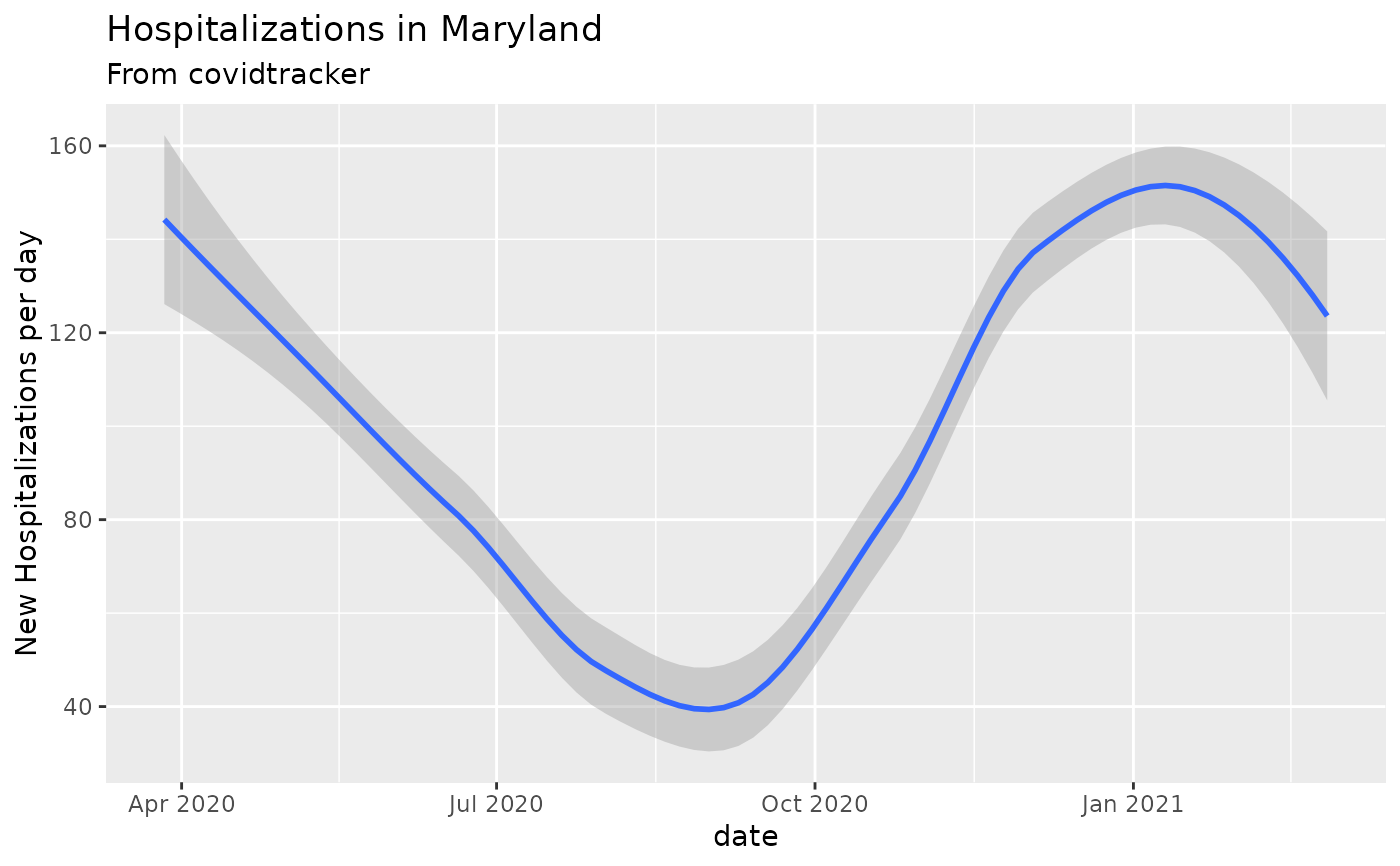 Hospitalizations in Maryland
From covidtracker
New Hospitalizations per day
160
120
80
40
Apr 2020 Jul 2020 Oct 2020 Jan 2021
date